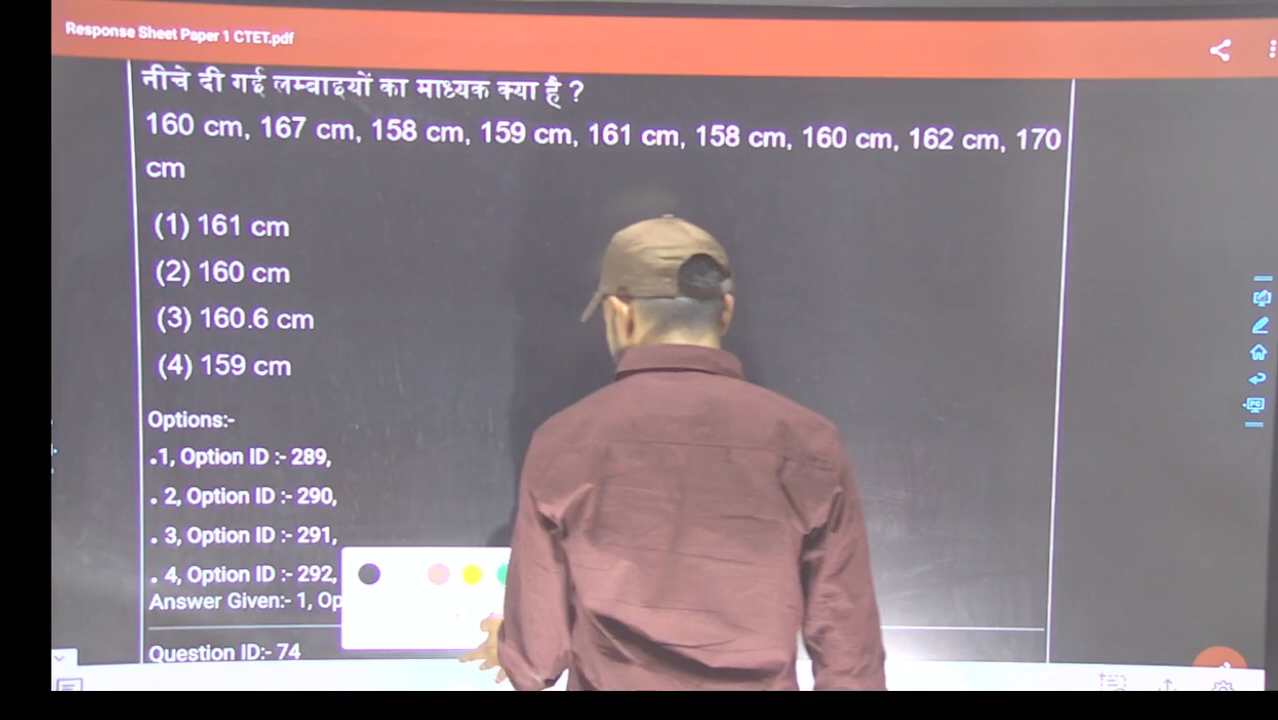 Response Sheet Paper 1 CTET.pdf
नीचे दी गई लम्बाइयों का माध्यक क्या है ?
160 cm, 167 cm, 158 cm, 159 cm, 161 cm, 158 cm, 160 cm, 162 cm, 170
cm
(1) 161 cm
(2) 160 cm
(3) 160.6 cm
(4) 159 cm
Options:-
.1, Option ID :- 289,
. 2, Option ID :- 290,
. 3, Option ID :- 291,
. 4, Option ID :- 292,
Answer Given:- 1, Op
Question ID:- 74